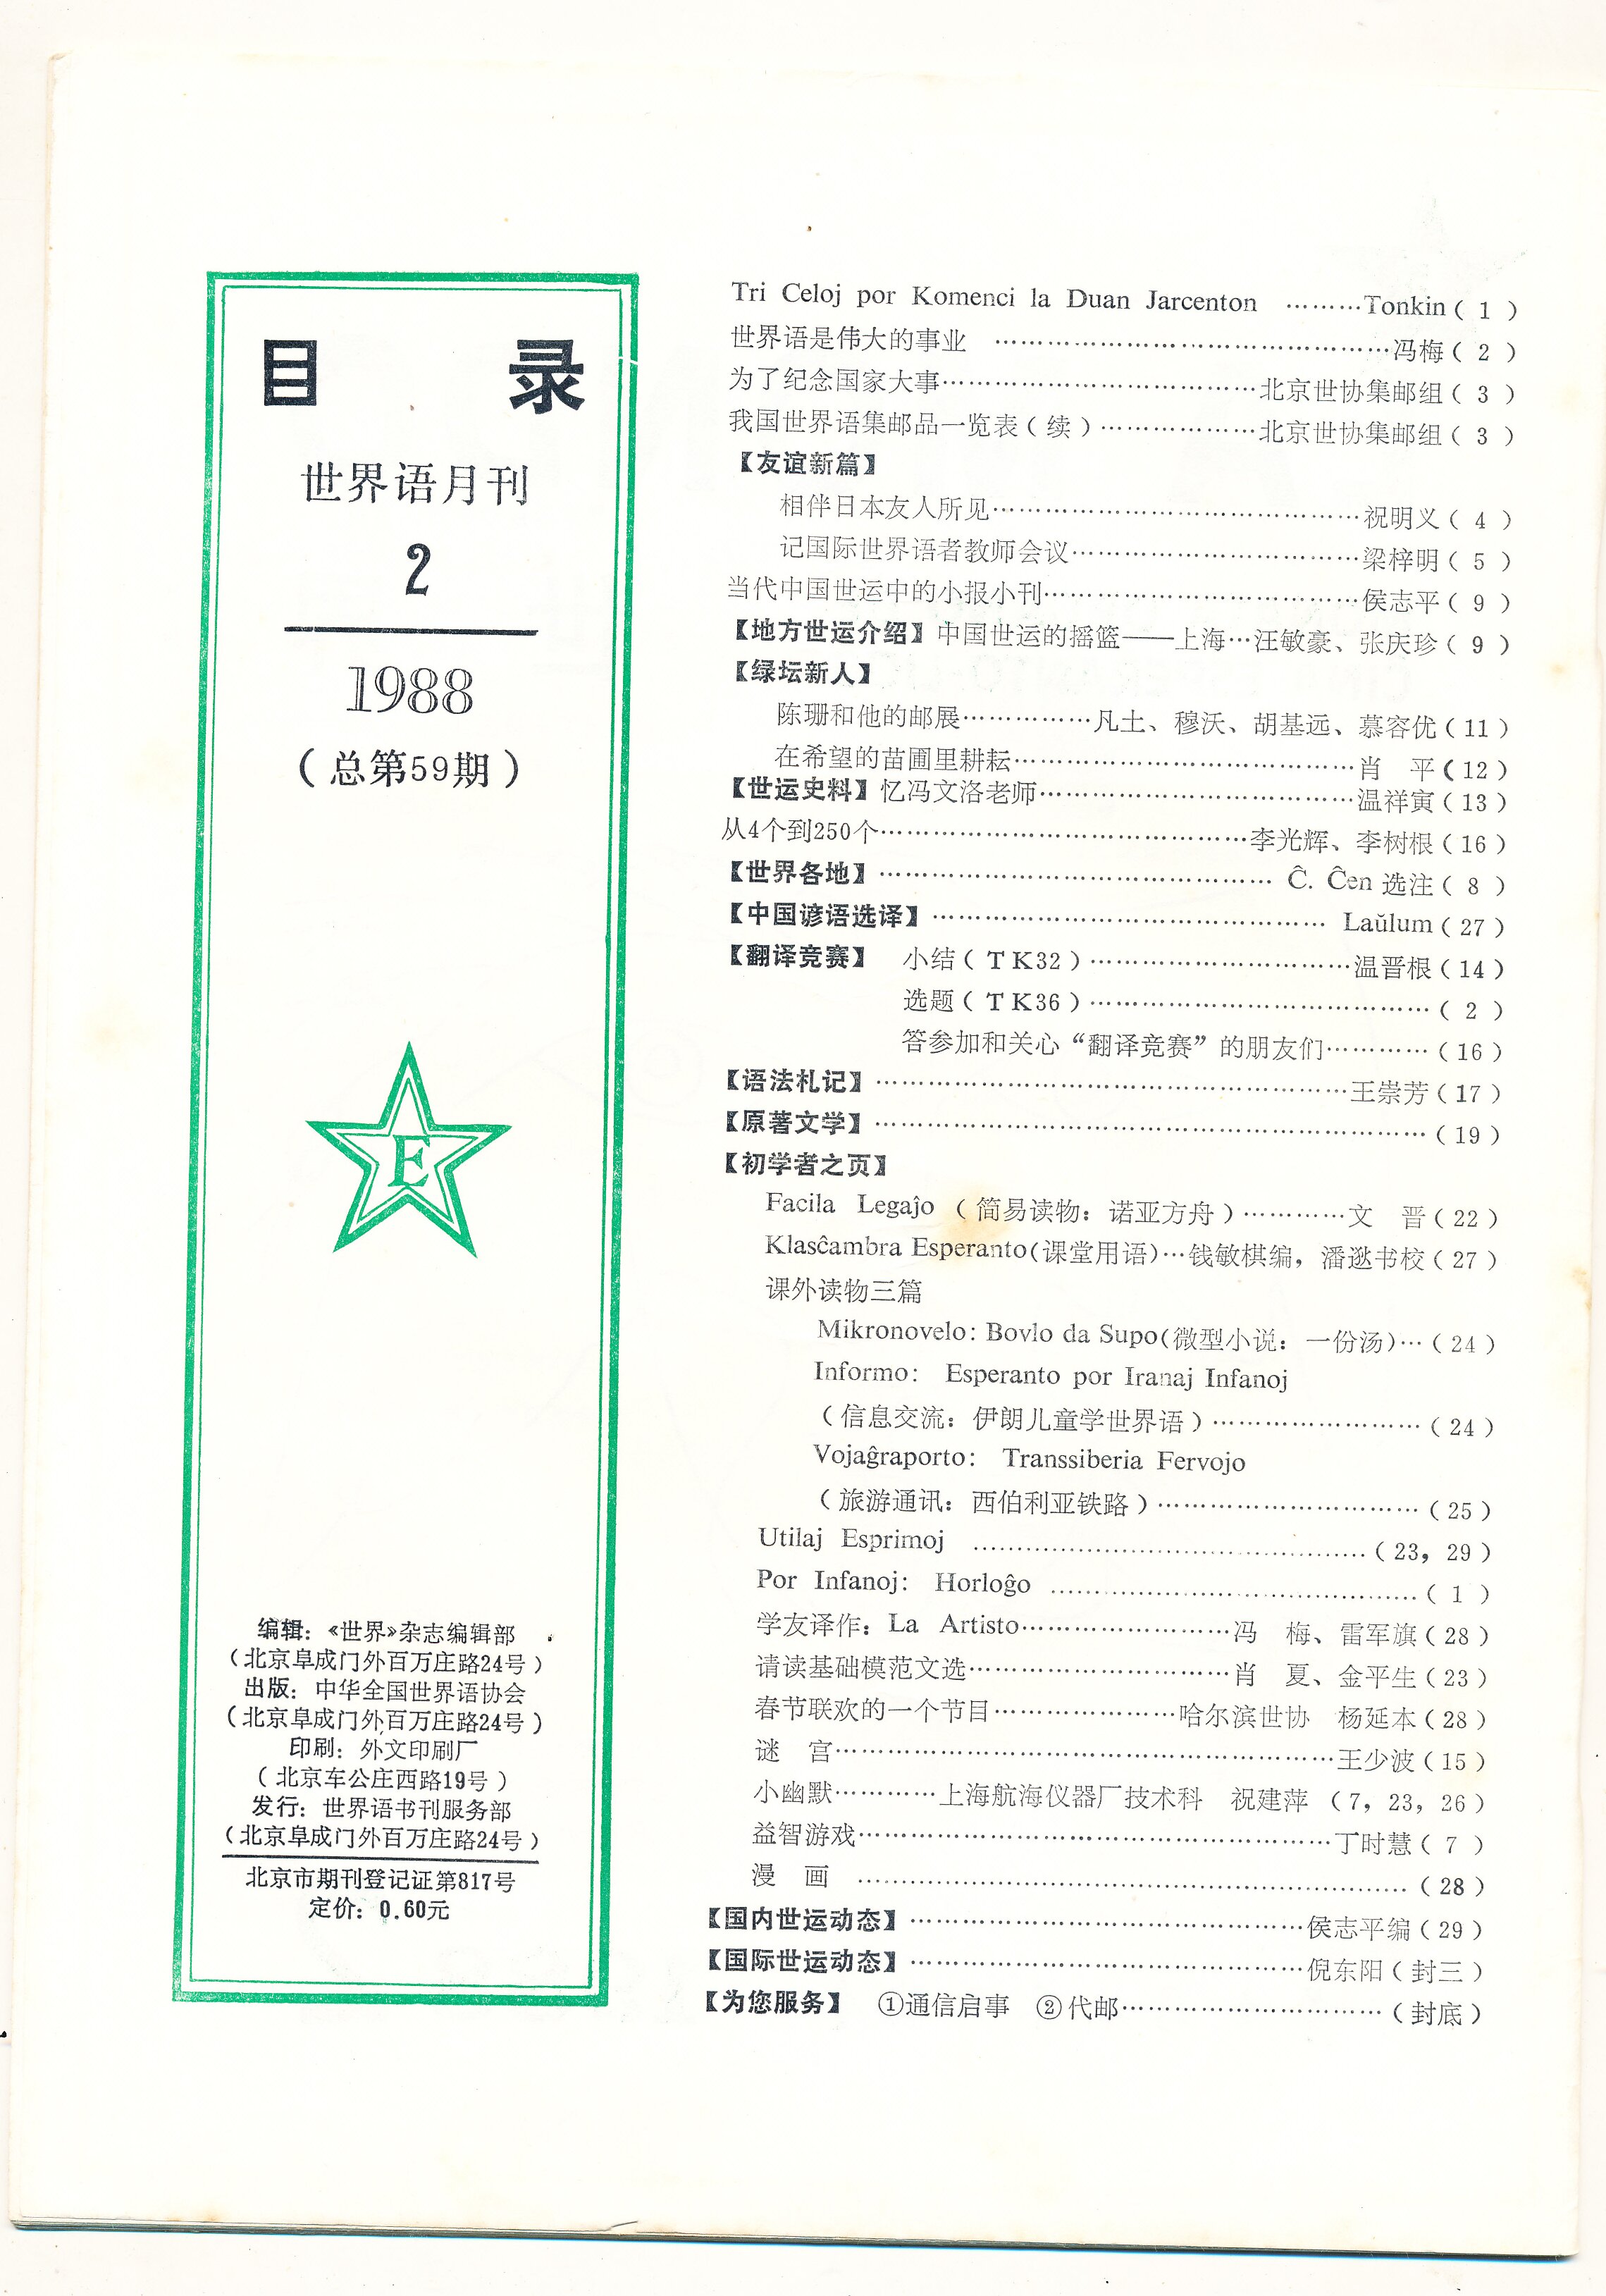 目 录
世界语月刊
2
1988
（总第59期）
E
编辑：《世界》杂志编辑部
（北京阜成门外百万庄路24号）
出版：中华全国世界语协会
（北京阜成门外百万庄路24号）
印刷：外文印刷厂
（北京车公庄西路19号）
发行：世界语书刊服务部
（北京阜成门外百万庄路24号）
北京市期刊登记证第817号
定价：0.60元
Tri Celoj por Komenci la Duan Jarcenton ………Tonkin（1）
世界语是伟大的事业 ………………………………………冯梅（2）
为了纪念国家大事………………………………北京世协集邮组（3）
我国世界语集邮品一览表（续）………………北京世协集邮组（3）
【友谊新篇】
相伴日本友人所见……………………………………祝明义（4）
记国际世界语者教师会议……………………………梁梓明（5）
当代中国世运中的小报小刊………………………………侯志平（9）
【地方世运介绍】中国世运的摇篮——上海…汪敏豪、张庆珍（9）
【绿坛新人】
陈珊和他的邮展……………凡土、穆沃、胡基远、慕容优（11）
在希望的苗圃里耕耘…………………………………肖 平（12）
【世运史料】忆冯文洛老师………………………………温祥寅（13）
从4个到250个……………………………………李光辉、李树根（16）
【世界各地】……………………………………… Ĉ. Ĉen 选注（8）
【中国谚语选译】……………………………………… Laŭlum（27）
【翻译竞赛】 小结（TK32）…………………………温晋根（14）
选题（TK36）…………………………………（2）
答参加和关心“翻译竞赛”的朋友们…………（16）
【语法札记】………………………………………………王崇芳（17）
【原著文学】………………………………………………………（19）
【初学者之页】
Facila Legaĵo （简易读物：诺亚方舟）…………文 晋（22）
Klasĉambra Esperanto(课堂用语)…钱敏棋编，潘逖书校（27）
课外读物三篇
Mikronovelo: Bovlo da Supo(微型小说：一份汤)…（24）
Informo: Esperanto por Iranaj Infanoj
（信息交流：伊朗儿童学世界语）……………………（24）
Vojaĝraporto: Transsiberia Fervojo
（旅游通讯：西伯利亚铁路）…………………………（25）
Utilaj Esprimoj ………………………………………（23，29）
Por Infanoj: Horloĝo ……………………………………（1）
学友译作：La Artisto……………………冯 梅、雷军旗（28）
请读基础模范文选…………………………肖 夏、金平生（23）
春节联欢的一个节目…………………哈尔滨世协 杨延本（28）
谜 宫…………………………………………………王少波（15）
小幽默…………上海航海仪器厂技术科 祝建萍（7，23，26）
益智游戏………………………………………………丁时慧（7）
漫 画 ………………………………………………………（28）
【国内世运动态】………………………………………侯志平编（29）
【国际世运动态】………………………………………倪东阳（封三）
【为您服务】 ①通信启事 ②代邮…………………………（封底）